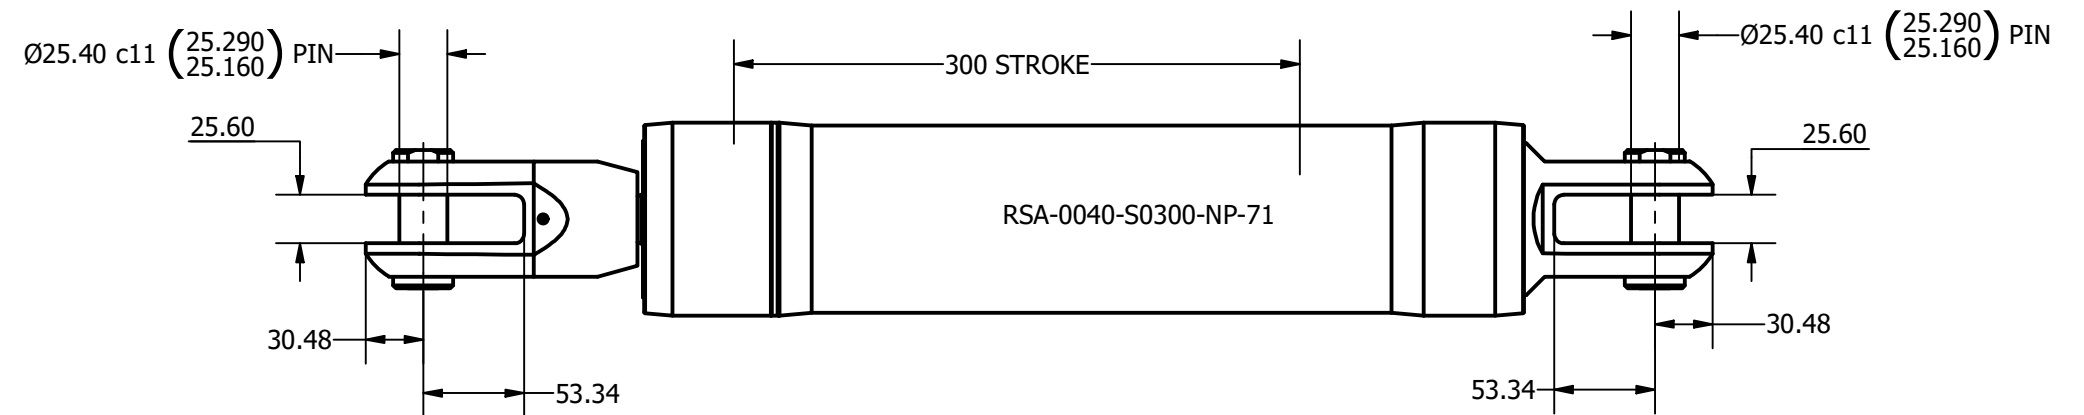 Ø25.40 c11 (25.290
25.160) PIN
300 STROKE
Ø25.40 c11 (25.290
25.160) PIN
25.60
25.60
RSA-0040-S0300-NP-71
30.48
30.48
53.34
53.34